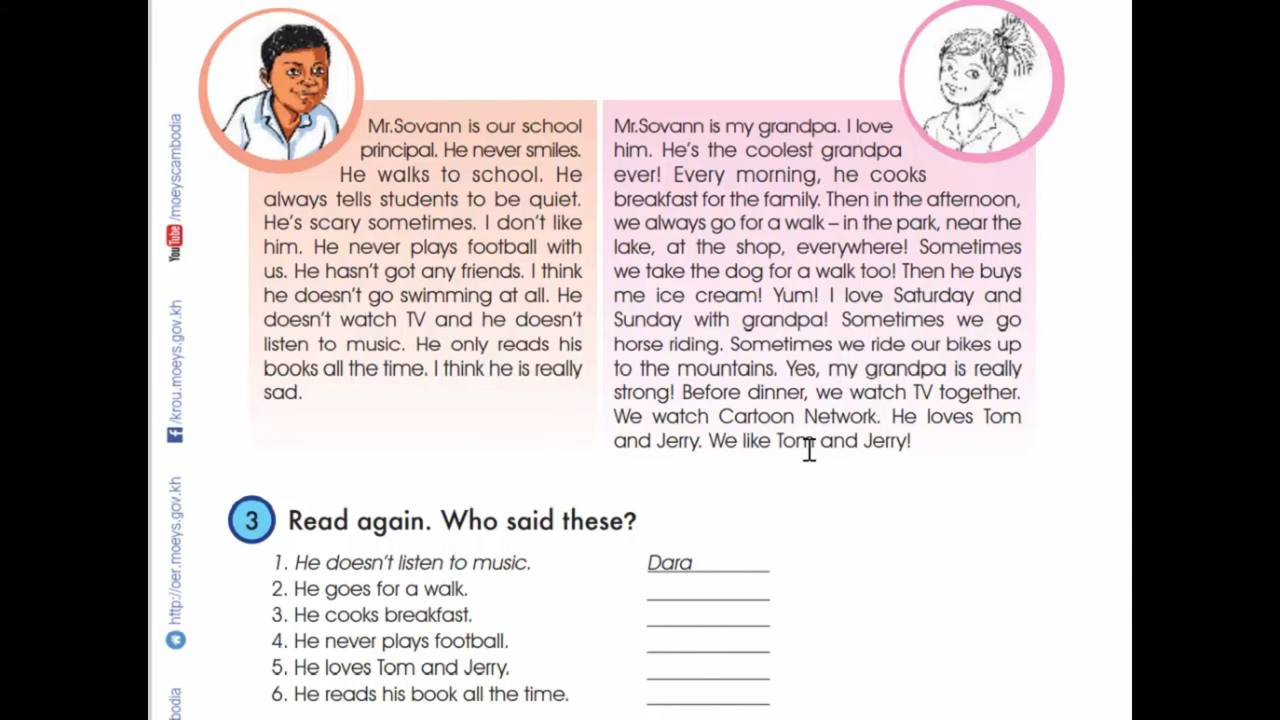 YouTube /moeyscambodia
/krou.moeys.gov.kh
http://oer.moeys.gov.kh
bodia
Mr.Sovann is our school
principal. He never smiles.
He walks to school. He
always tells students to be quiet.
He's scary sometimes. I don't like
him. He never plays football with
us. He hasn't got any friends. I think
he doesn't go swimming at all. He
doesn't watch TV and he doesn't
listen to music. He only reads his
books all the time. I think he is really
sad.
Mr.Sovann is my grandpa. I love
him. He's the coolest grandpa
ever! Every morning, he cooks
breakfast for the family. Then in the afternoon,
we always go for a walk – in the park, near the
lake, at the shop, everywhere! Sometimes
we take the dog for a walk too! Then he buys
me ice cream! Yum! I love Saturday and
Sunday with grandpa! Sometimes we go
horse riding. Sometimes we ride our bikes up
to the mountains. Yes, my grandpa is really
strong! Before dinner, we watch TV together.
We watch Cartoon Network. He loves Tom
and Jerry. We like Tom and Jerry!
3 Read again. Who said these?
1. He doesn't listen to music. Dara
2. He goes for a walk.
3. He cooks breakfast.
4. He never plays football.
5. He loves Tom and Jerry.
6. He reads his book all the time.